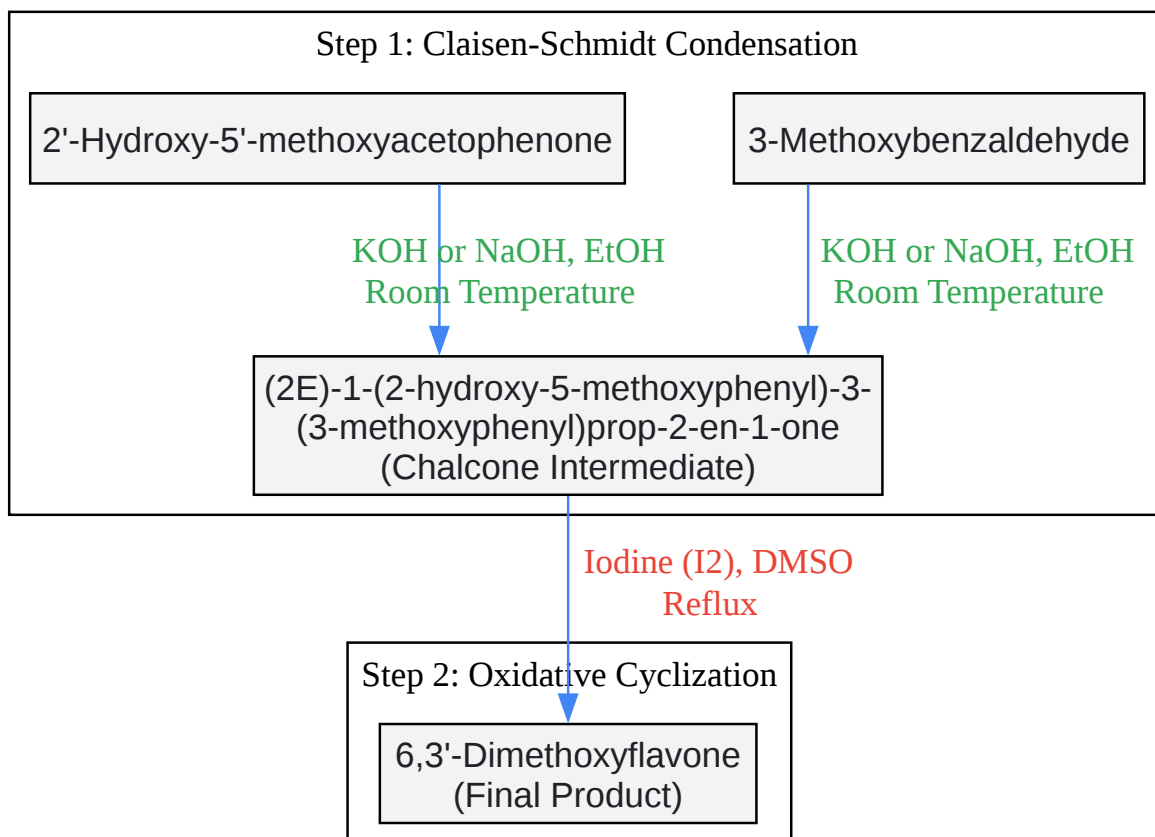 Step 1: Claisen-Schmidt Condensation
2'-Hydroxy-5'-methoxyacetophenone
3-Methoxybenzaldehyde
KOH or NaOH, EtOH
Room Temperature
KOH or NaOH, EtOH
Room Temperature
(2E)-1-(2-hydroxy-5-methoxyphenyl)-3-
(3-methoxyphenyl)prop-2-en-1-one
(Chalcone Intermediate)
Iodine (I2), DMSO
Reflux
Step 2: Oxidative Cyclization
6,3'-Dimethoxyflavone
(Final Product)